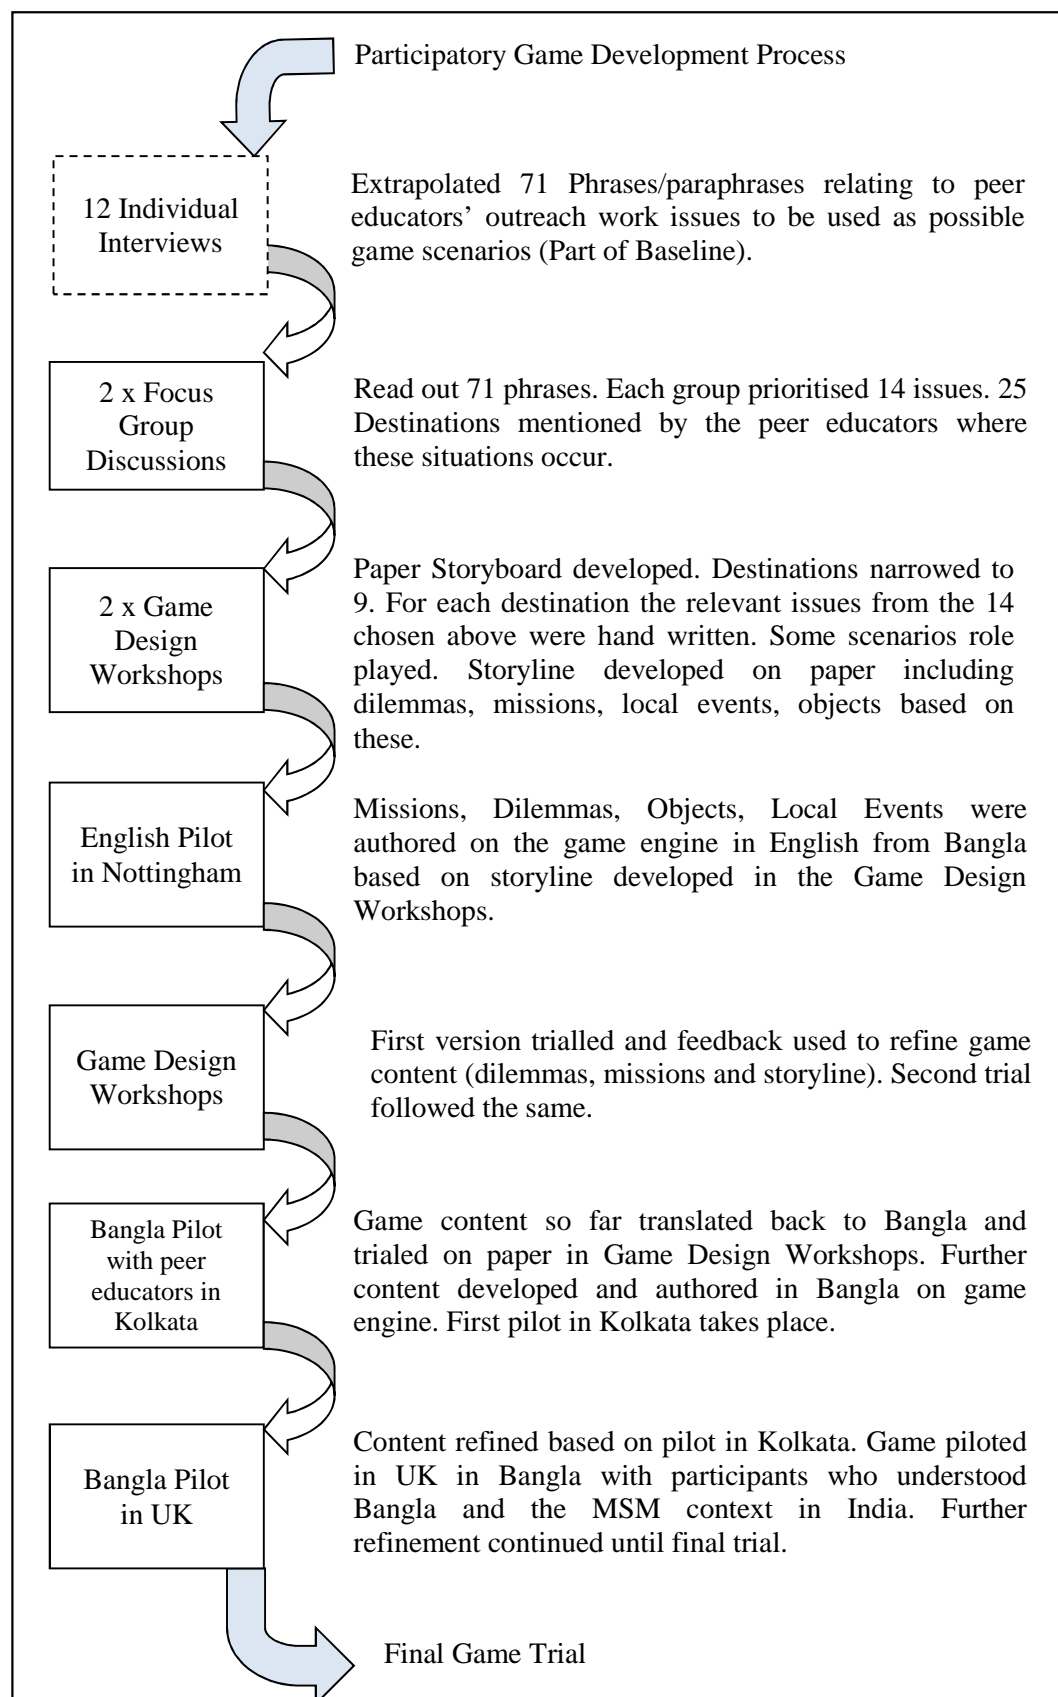 Participatory Game Development Process
12 Individual
Interviews
Extrapolated 71 Phrases/paraphrases relating to peer
educators’ outreach work issues to be used as possible
game scenarios (Part of Baseline).
2 x Focus
Group
Discussions
Read out 71 phrases. Each group prioritised 14 issues. 25
Destinations mentioned by the peer educators where
these situations occur.
2 x Game
Design
Workshops
Paper Storyboard developed. Destinations narrowed to
9. For each destination the relevant issues from the 14
chosen above were hand written. Some scenarios role
played. Storyline developed on paper including
dilemmas, missions, local events, objects based on
these.
English Pilot
in Nottingham
Missions, Dilemmas, Objects, Local Events were
authored on the game engine in English from Bangla
based on storyline developed in the Game Design
Workshops.
Game Design
Workshops
First version trialled and feedback used to refine game
content (dilemmas, missions and storyline). Second trial
followed the same.
Bangla Pilot
with peer
educators in
Kolkata
Game content so far translated back to Bangla and
trialed on paper in Game Design Workshops. Further
content developed and authored in Bangla on game
engine. First pilot in Kolkata takes place.
Bangla Pilot
in UK
Content refined based on pilot in Kolkata. Game piloted
in UK in Bangla with participants who understood
Bangla and the MSM context in India. Further
refinement continued until final trial.
Final Game Trial